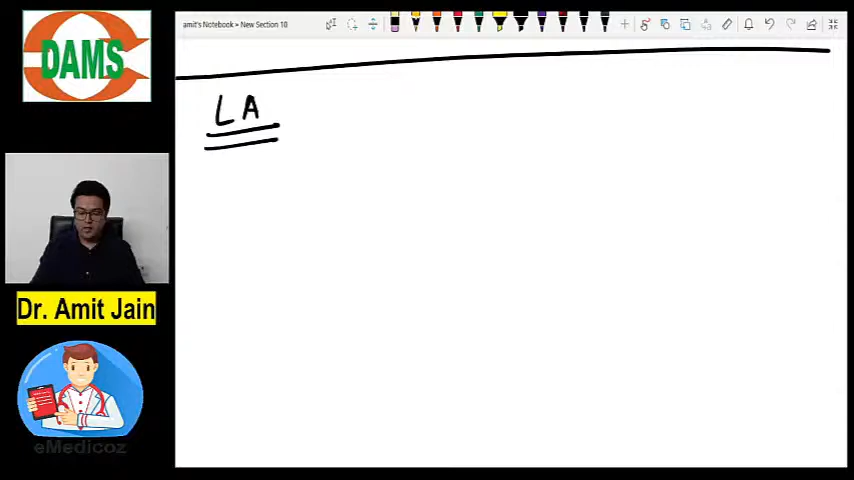 DAMS
amit's Notebook > New Section 10
LA
Dr. Amit Jain
eMedicoz